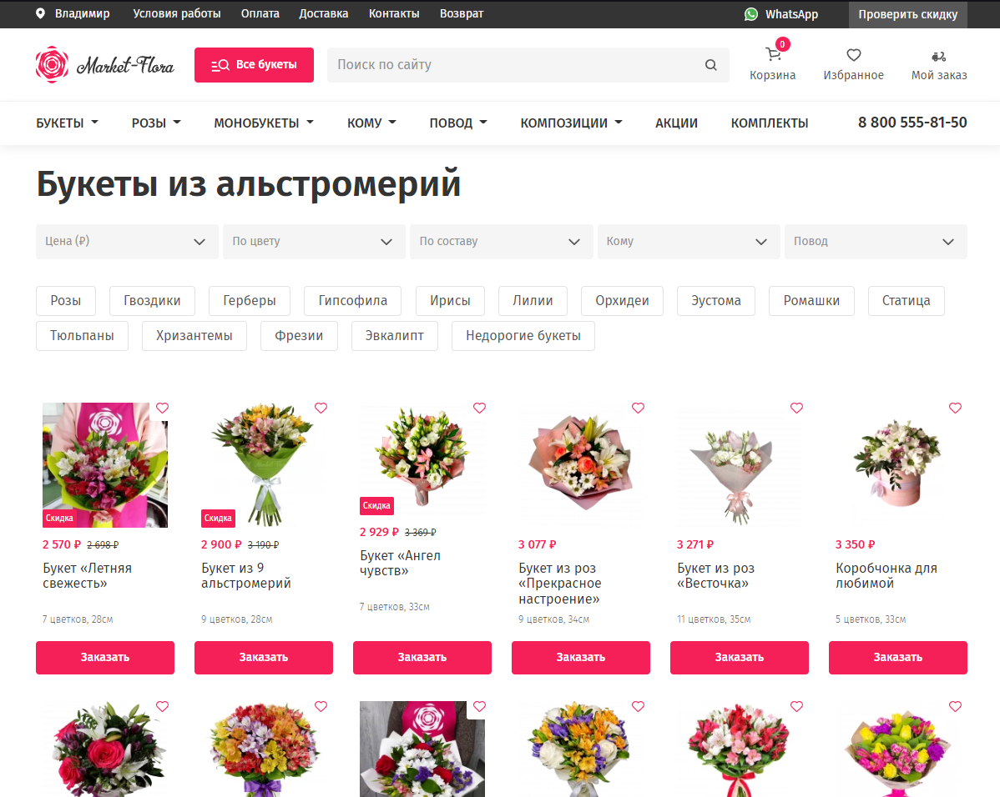 Владимир Условия работы Оплата Доставка Контакты Возврат WhatsApp Проверить скидку
Market-Flora Все букеты Поиск по сайту 0
Корзина Избранное Мой заказ
БУКЕТЫ РОЗЫ МОНОБУКЕТЫ КОМУ ПОВОД КОМПОЗИЦИИ АКЦИИ КОМПЛЕКТЫ 8 800 555-81-50
Букеты из альстромерий
Цена (₽) По цвету По составу Кому Повод
Розы Гвоздики Герберы Гипсофила Ирисы Лилии Орхидеи Эустома Ромашки Статица
Тюльпаны Хризантемы Фрезии Эвкалипт Недорогие букеты
Скидка
2 570 ₽ 2 698 ₽
Букет «Летняя
свежесть»
7 цветков, 28см
Заказать
Скидка
2 900 ₽ 3 190 ₽
Букет из 9
альстромерий
9 цветков, 28см
Заказать
Скидка
2 929 ₽ 3 369 ₽
Букет «Ангел
чувств»
7 цветков, 33см
Заказать
3 077 ₽
Букет из роз
«Прекрасное
настроение»
9 цветков, 34см
Заказать
3 271 ₽
Букет из роз
«Весточка»
11 цветков, 35см
Заказать
3 350 ₽
Коробчонка для
любимой
5 цветков, 33см
Заказать